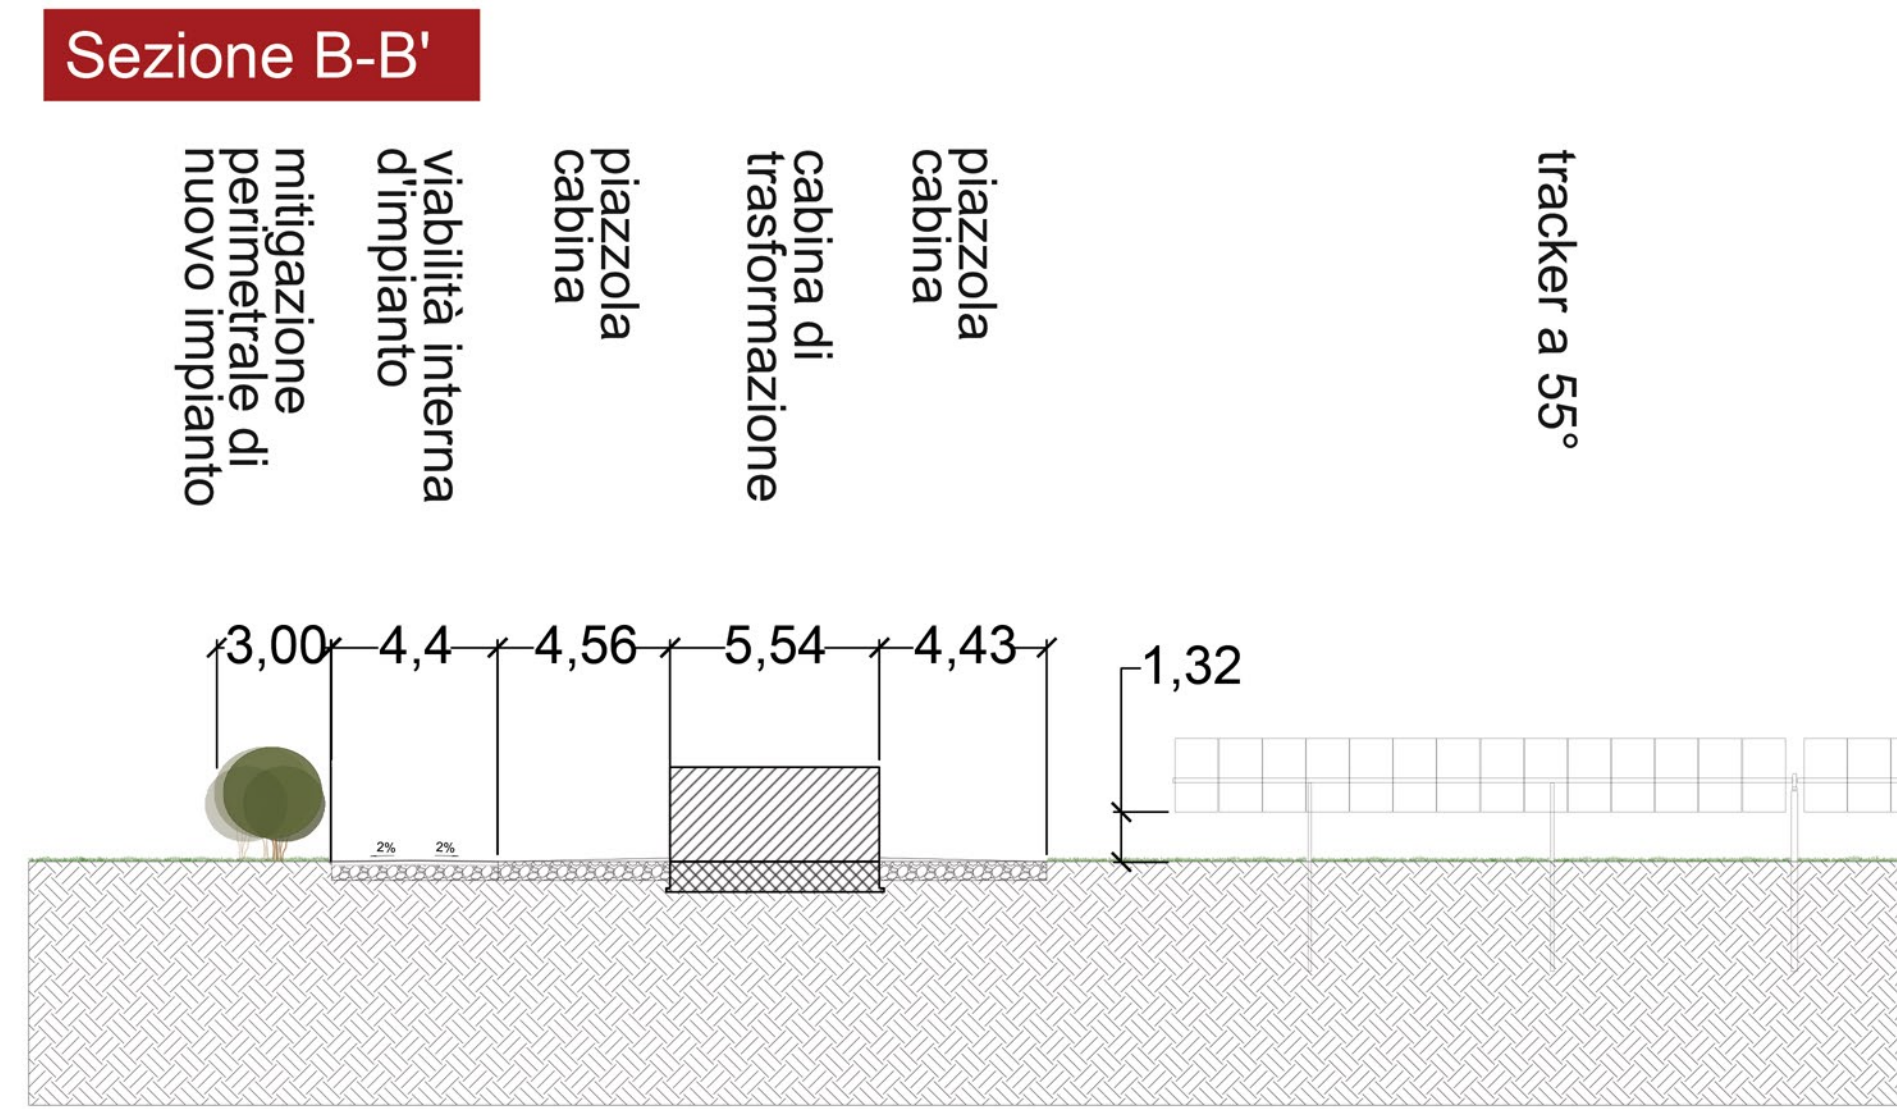 Sezione B-B'
mitigazione
perimetrale di
nuovo impianto
viabilità interna
d'impianto
piazzola
cabina
cabina di
trasformazione
piazzola
cabina
tracker a 55°
3,00
4,4
4,56
5,54
4,43
1,32
2%
2%